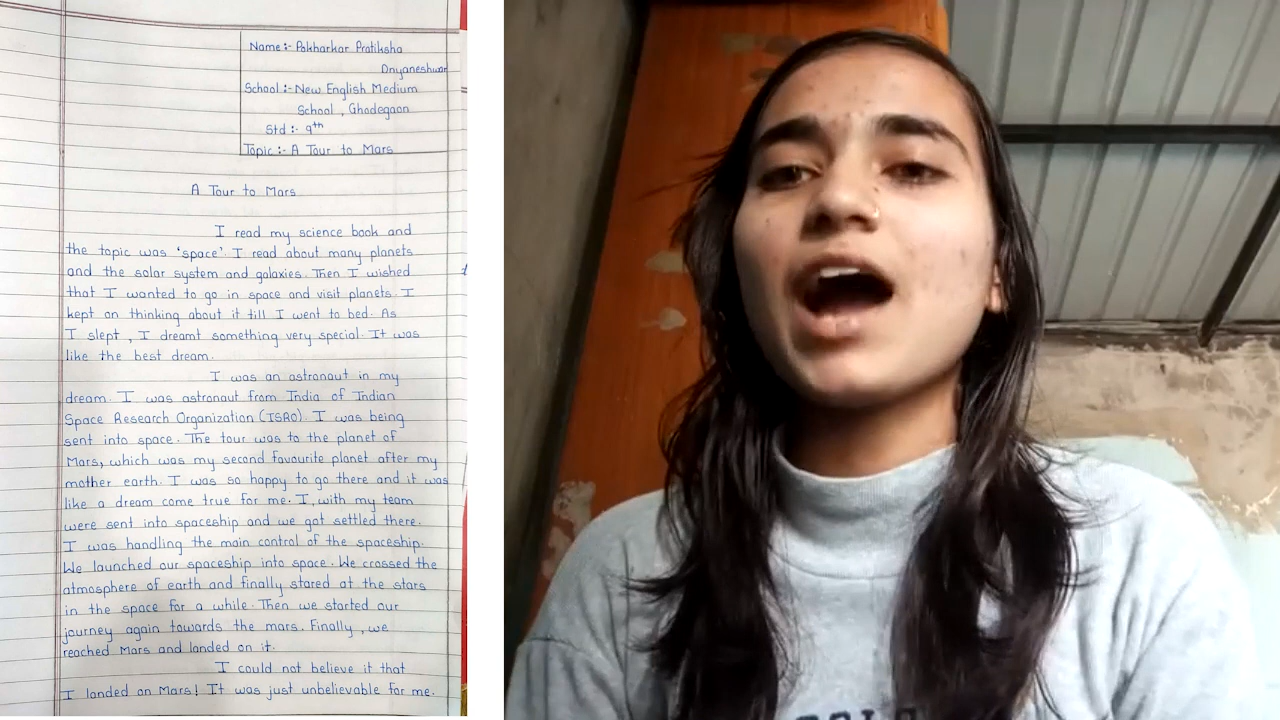 Name:- Pokharkar Pratiksha
Dnyaneshwar
School:- New English Medium
School, Ghodegaon
Std:- 9th
Topic:- A Tour to Mars
A Tour to Mars
I read my science book and
the topic was 'space'. I read about many planets
and the solar system and galaxies. Then I wished
that I wanted to go in space and visit planets. I
kept on thinking about it till I went to bed. As
I slept, I dreamt something very special. It was
like the best dream.
I was an astronaut in my
dream. I was astronaut from India of Indian
Space Research Organization (ISRO). I was being
sent into space. The tour was to the planet of
Mars, which was my second favourite planet after my
mother earth. I was so happy to go there and it was
like a dream come true for me. I, with my team
were sent into spaceship and we got settled there.
I was handling the main control of the spaceship.
We launched our spaceship into space. We crossed the
atmosphere of earth and finally stared at the stars
in the space for a while. Then we started our
journey again towards the mars. Finally, we
reached Mars and landed on it.
I could not believe it that
I landed on Mars! It was just unbelievable for me.